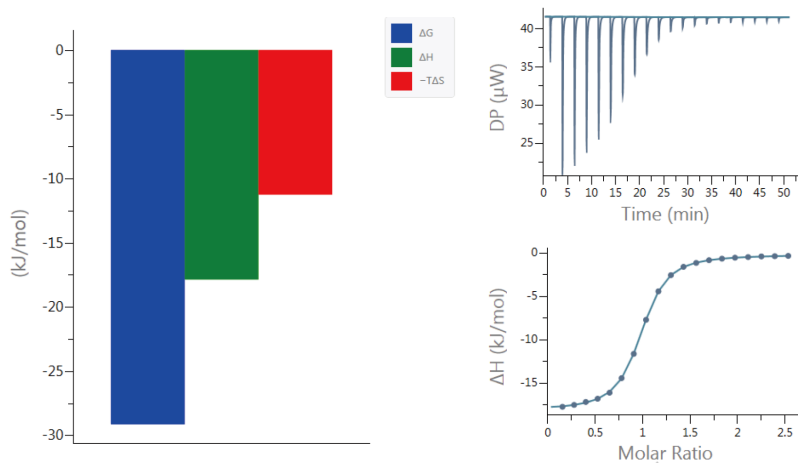 0
-5
-10
-15
-20
-25
-30
(kJ/mol)
ΔG
ΔH
−TΔS
40
35
30
25
DP (µW)
0 5 10 15 20 25 30 35 40 45 50
Time (min)
0
-5
-10
-15
ΔH (kJ/mol)
0 0.5 1 1.5 2 2.5
Molar Ratio